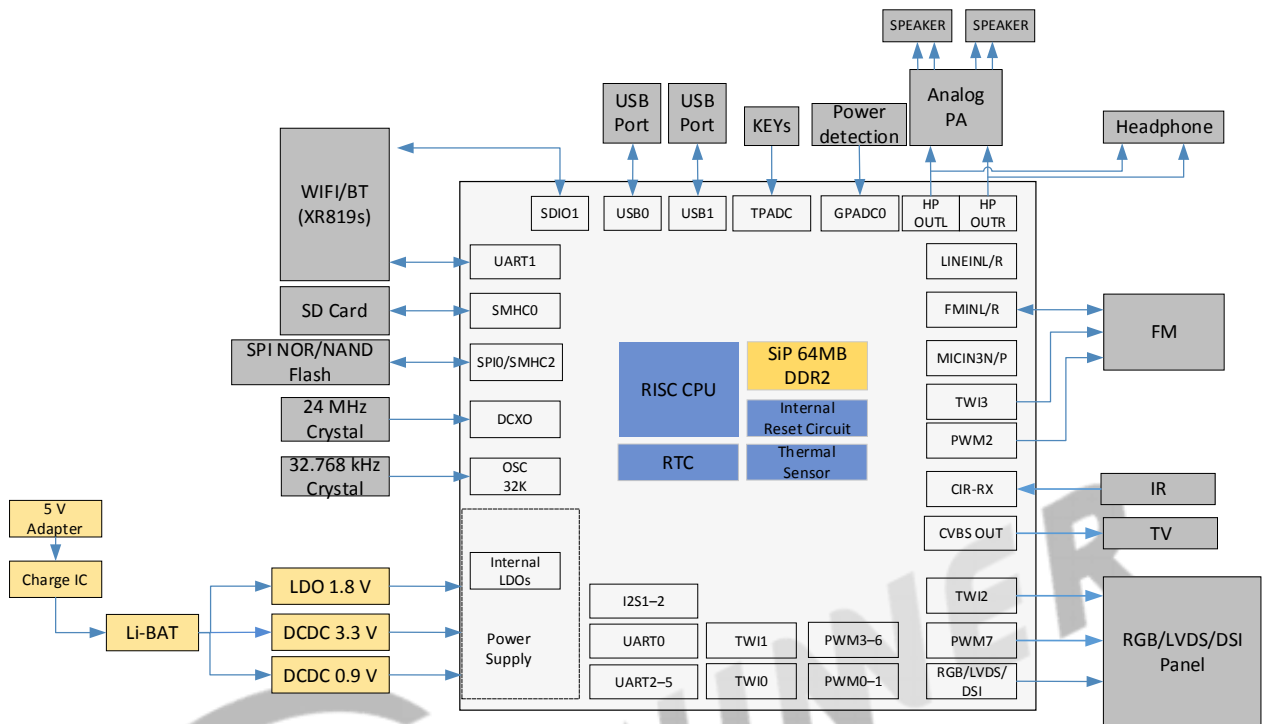 SPEAKER
SPEAKER
USB
Port
USB
Port
KEYs
Power
detection
Analog
PA
Headphone
WIFI/BT
(XR819s)
SDIO1
USB0
USB1
TPADC
GPADC0
HP
OUTL
HP
OUTR
UART1
LINEINL/R
SD Card
SMHC0
FMINL/R
FM
SPI NOR/NAND
Flash
SPI0/SMHC2
RISC CPU
SiP 64MB
DDR2
MICIN3N/P
24 MHz
Crystal
DCXO
Internal
Reset Circuit
TWI3
PWM2
32.768 kHz
Crystal
OSC
32K
RTC
Thermal
Sensor
CIR-RX
IR
5 V
Adapter
CVBS OUT
TV
Charge IC
Internal
LDOs
LDO 1.8 V
I2S1–2
TWI2
Li-BAT
DCDC 3.3 V
Power
Supply
UART0
TWI1
PWM3–6
PWM7
RGB/LVDS/DSI
Panel
DCDC 0.9 V
UART2–5
TWI0
PWM0–1
RGB/LVDS/
DSI